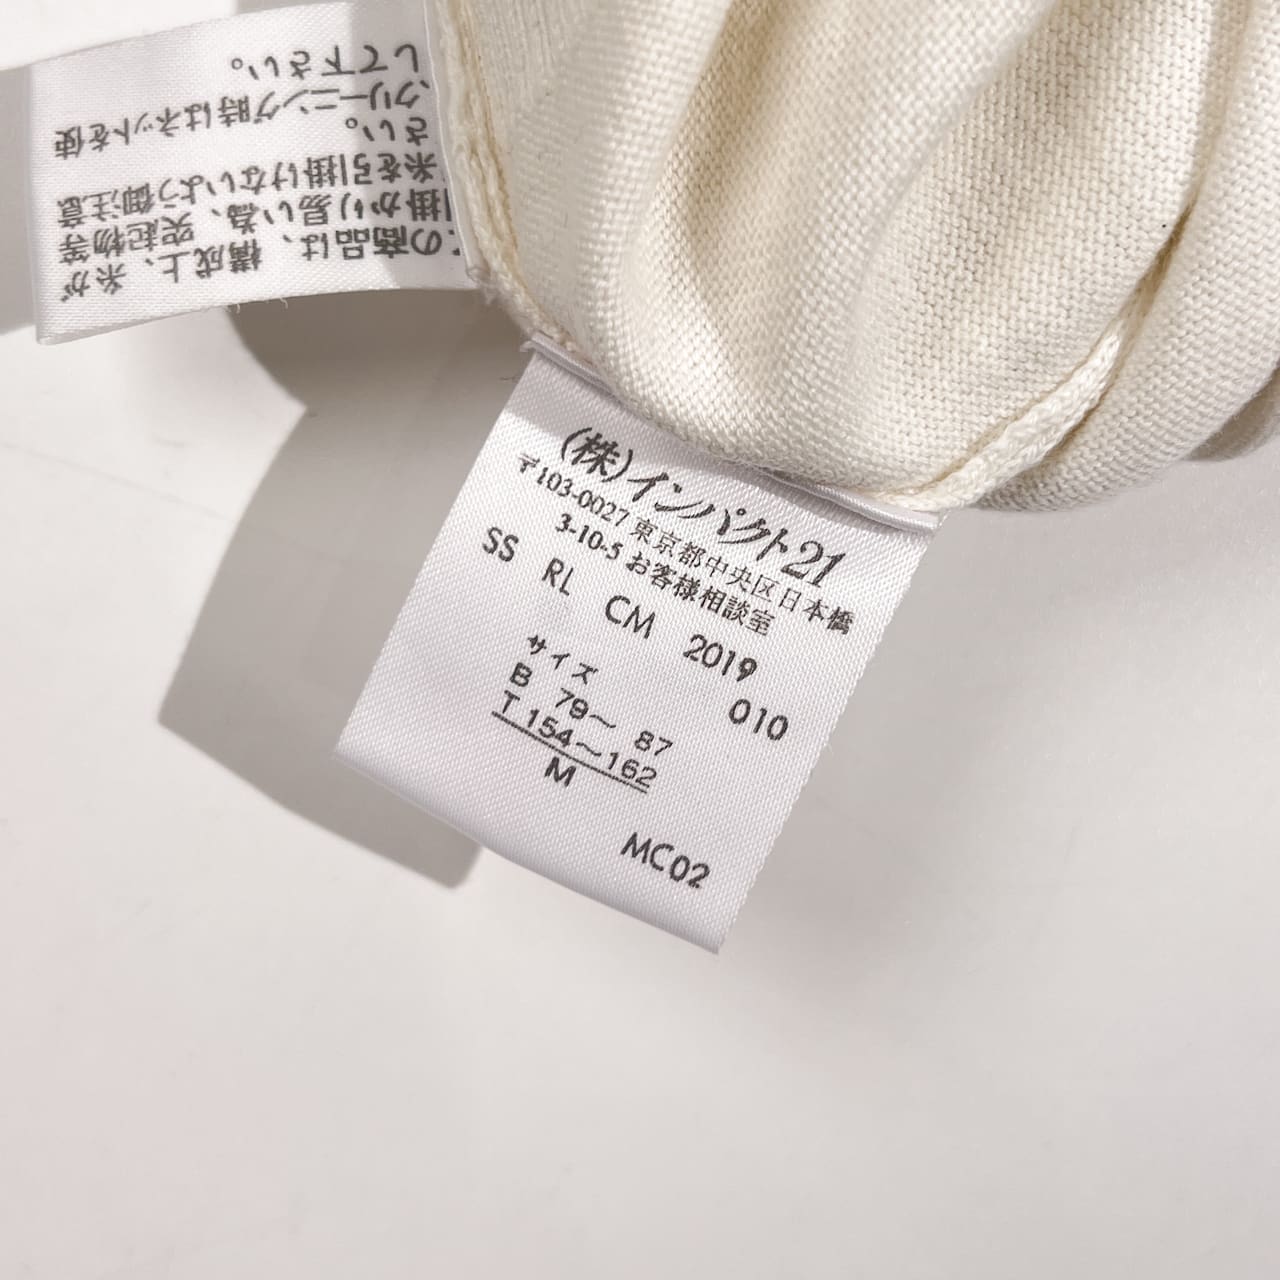 (株)インパクト21
〒103-0027 東京都中央区日本橋
3-10-5 お客様相談室
SS RL CM 2019
010
サイズ
B 79〜 87
T 154〜162
M
MC02
の商品は、構成上、糸が
掛かり易い為、突起物等
糸を引掛けないよう御注意
さい。
クリーニング時はネットを使
して下さい。